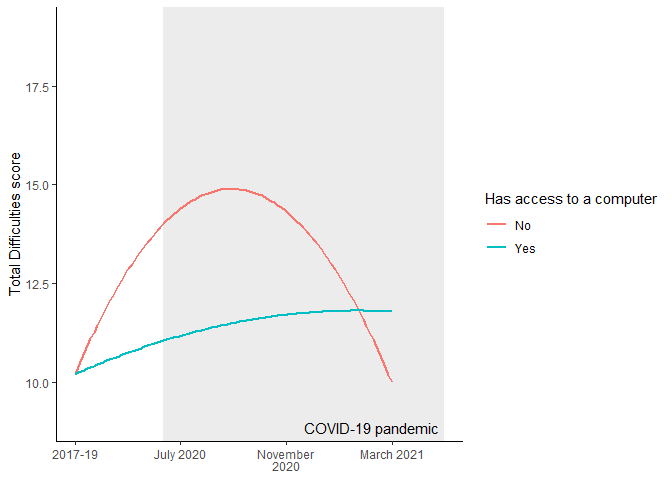 Total Difficulties score
17.5
15.0
12.5
10.0
COVID-19 pandemic
2017-19
July 2020
November
2020
March 2021
Has access to a computer
No
Yes